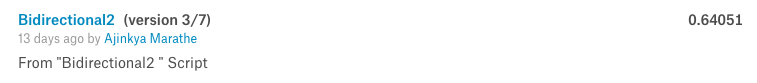 Bidirectional2 (version 3/7) 0.64051
13 days ago by Ajinkya Marathe
From "Bidirectional2 " Script